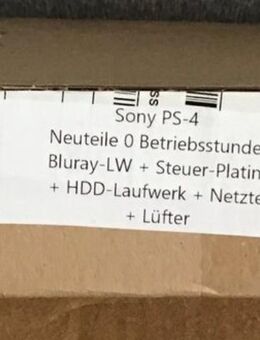 Sony PS-4
Neuteile 0 Betriebsstunde
Bluray-LW + Steuer-Platin
+ HDD-Laufwerk + Netzte
+ Lüfter